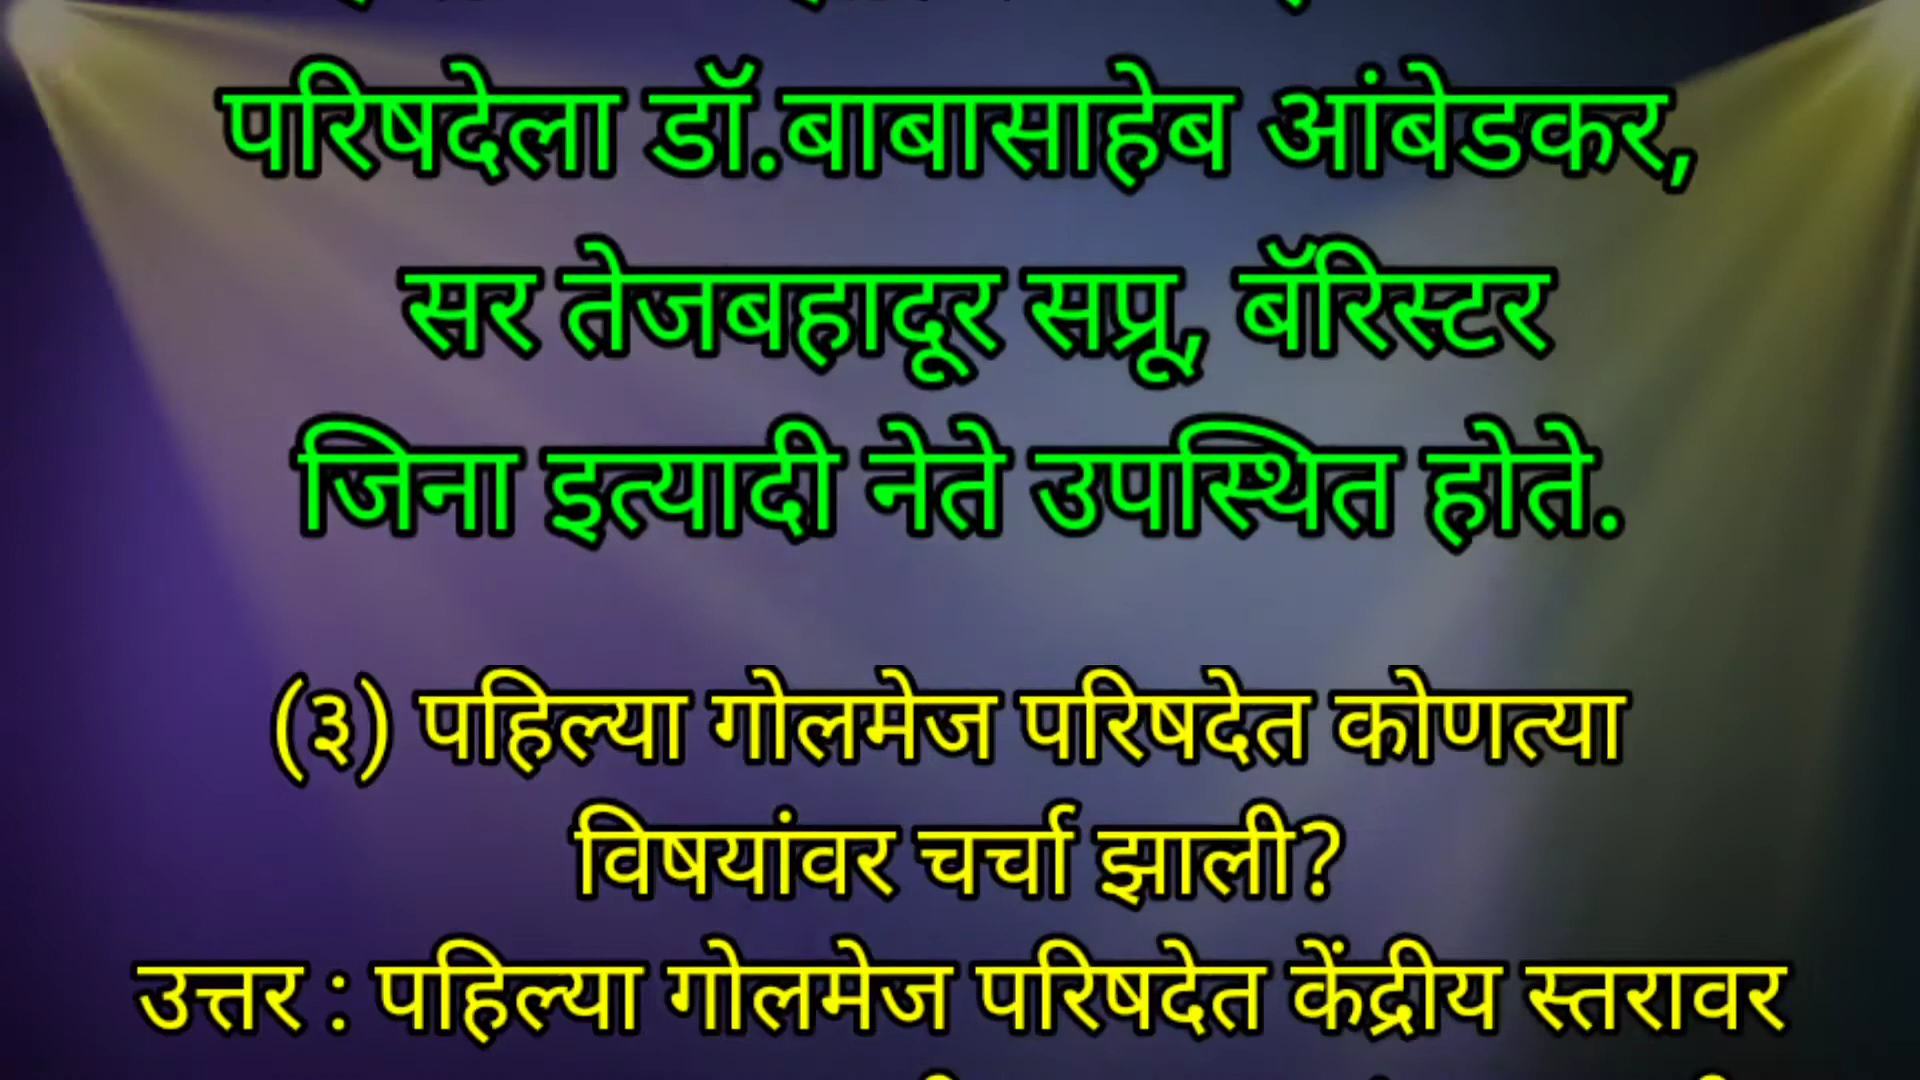 परिषदेला डॉ.बाबासाहेब आंबेडकर,
सर तेजबहादूर सप्रू, बॅरिस्टर
जिना इत्यादी नेते उपस्थित होते.
(३) पहिल्या गोलमेज परिषदेत कोणत्या
विषयांवर चर्चा झाली?
उत्तर : पहिल्या गोलमेज परिषदेत केंद्रीय स्तरावर